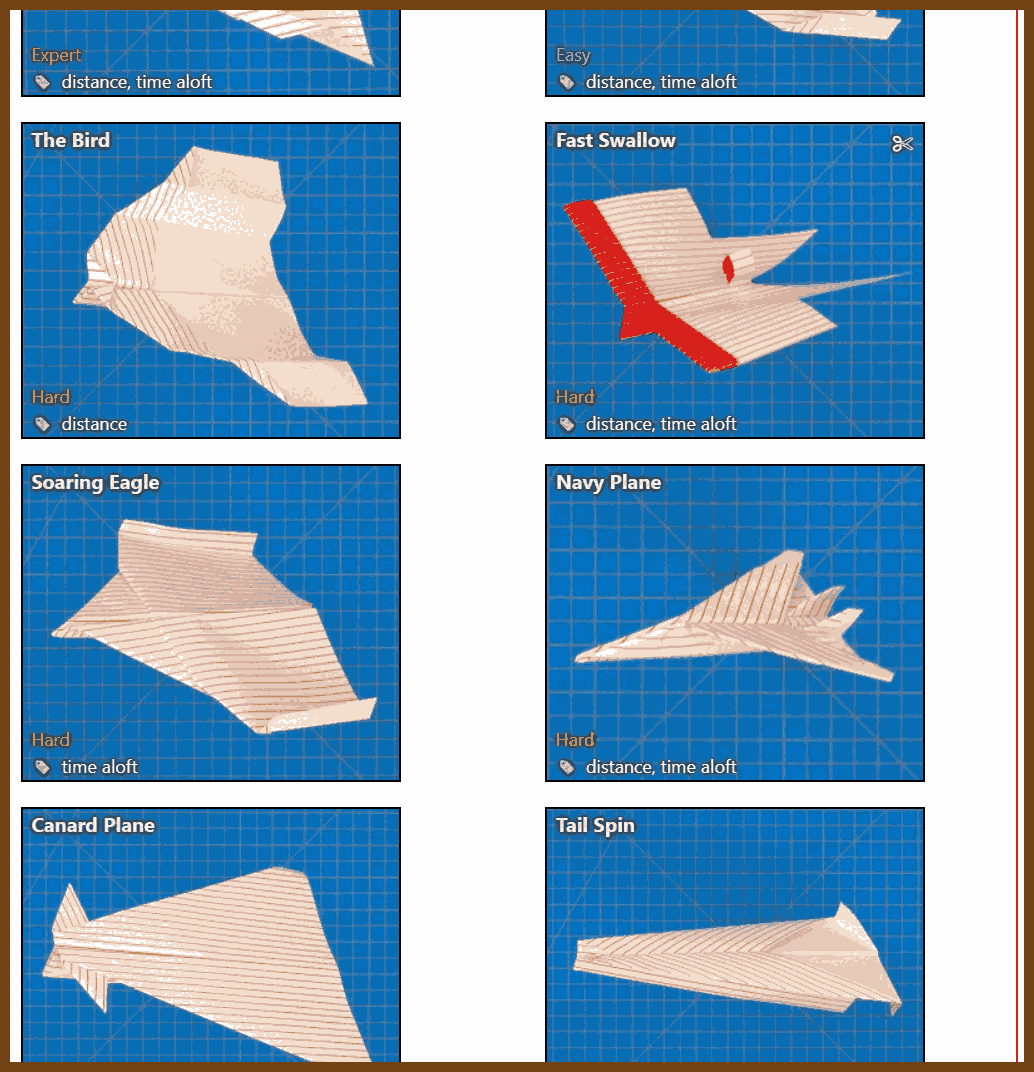 Expert
distance, time aloft
Easy
distance, time aloft
The Bird
Hard
distance
Fast Swallow
Hard
distance, time aloft
Soaring Eagle
Hard
time aloft
Navy Plane
Hard
distance, time aloft
Canard Plane
Tail Spin